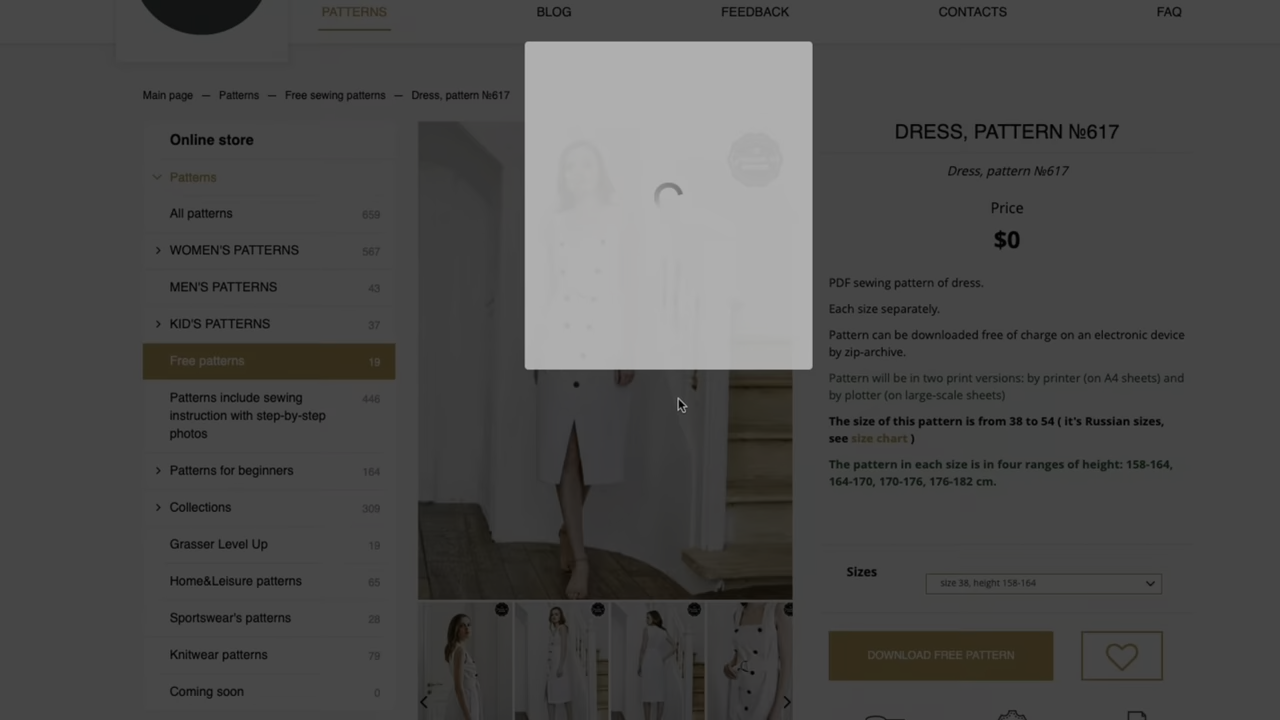 PATTERNS
BLOG
FEEDBACK
CONTACTS
FAQ
Main page — Patterns — Free sewing patterns — Dress, pattern №617
Online store
Patterns
All patterns 659
WOMEN'S PATTERNS 567
MEN'S PATTERNS 43
KID'S PATTERNS 37
Free patterns 19
Patterns include sewing 446
instruction with step-by-step
photos
Patterns for beginners 164
Collections 309
Grasser Level Up 19
Home&Leisure patterns 65
Sportswear's patterns 28
Knitwear patterns 79
Coming soon 0
DRESS, PATTERN №617
Dress, pattern №617
Price
$0
PDF sewing pattern of dress.
Each size separately.
Pattern can be downloaded free of charge on an electronic device
by zip-archive.
Pattern will be in two print versions: by printer (on A4 sheets) and
by plotter (on large-scale sheets)
The size of this pattern is from 38 to 54 ( it's Russian sizes,
see size chart )
The pattern in each size is in four ranges of height: 158-164,
164-170, 170-176, 176-182 cm.
Sizes
size 38, height 158-164
DOWNLOAD FREE PATTERN